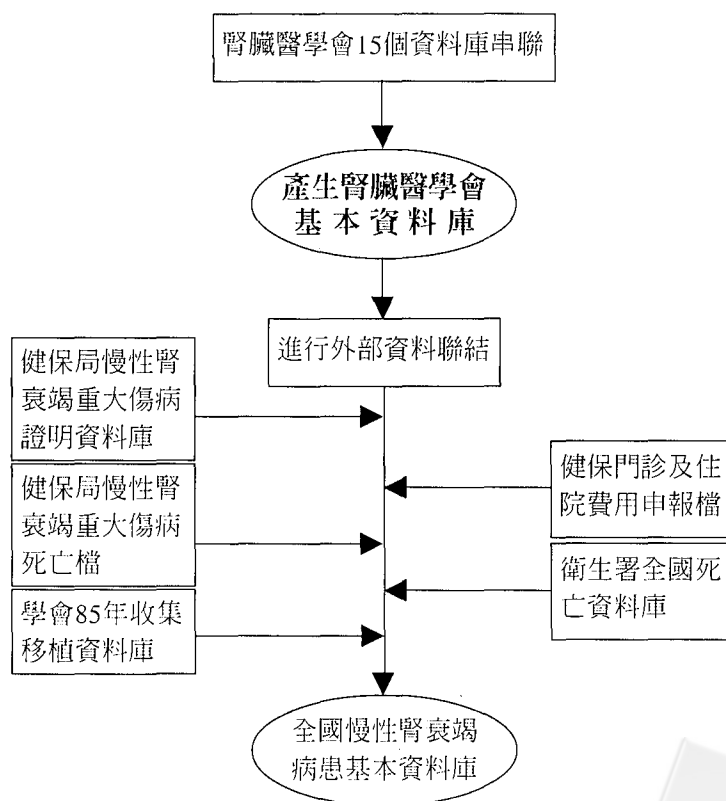 腎臟醫學會15個資料庫串聯
產生腎臟醫學會
基本資料庫
進行外部資料聯結
健保局慢性腎
衰竭重大傷病
證明資料庫
健保門診及住
院費用申報檔
健保局慢性腎
衰竭重大傷病
死亡檔
衛生署全國死
亡資料庫
學會85年收集
移植資料庫
全國慢性腎衰竭
病患基本資料庫